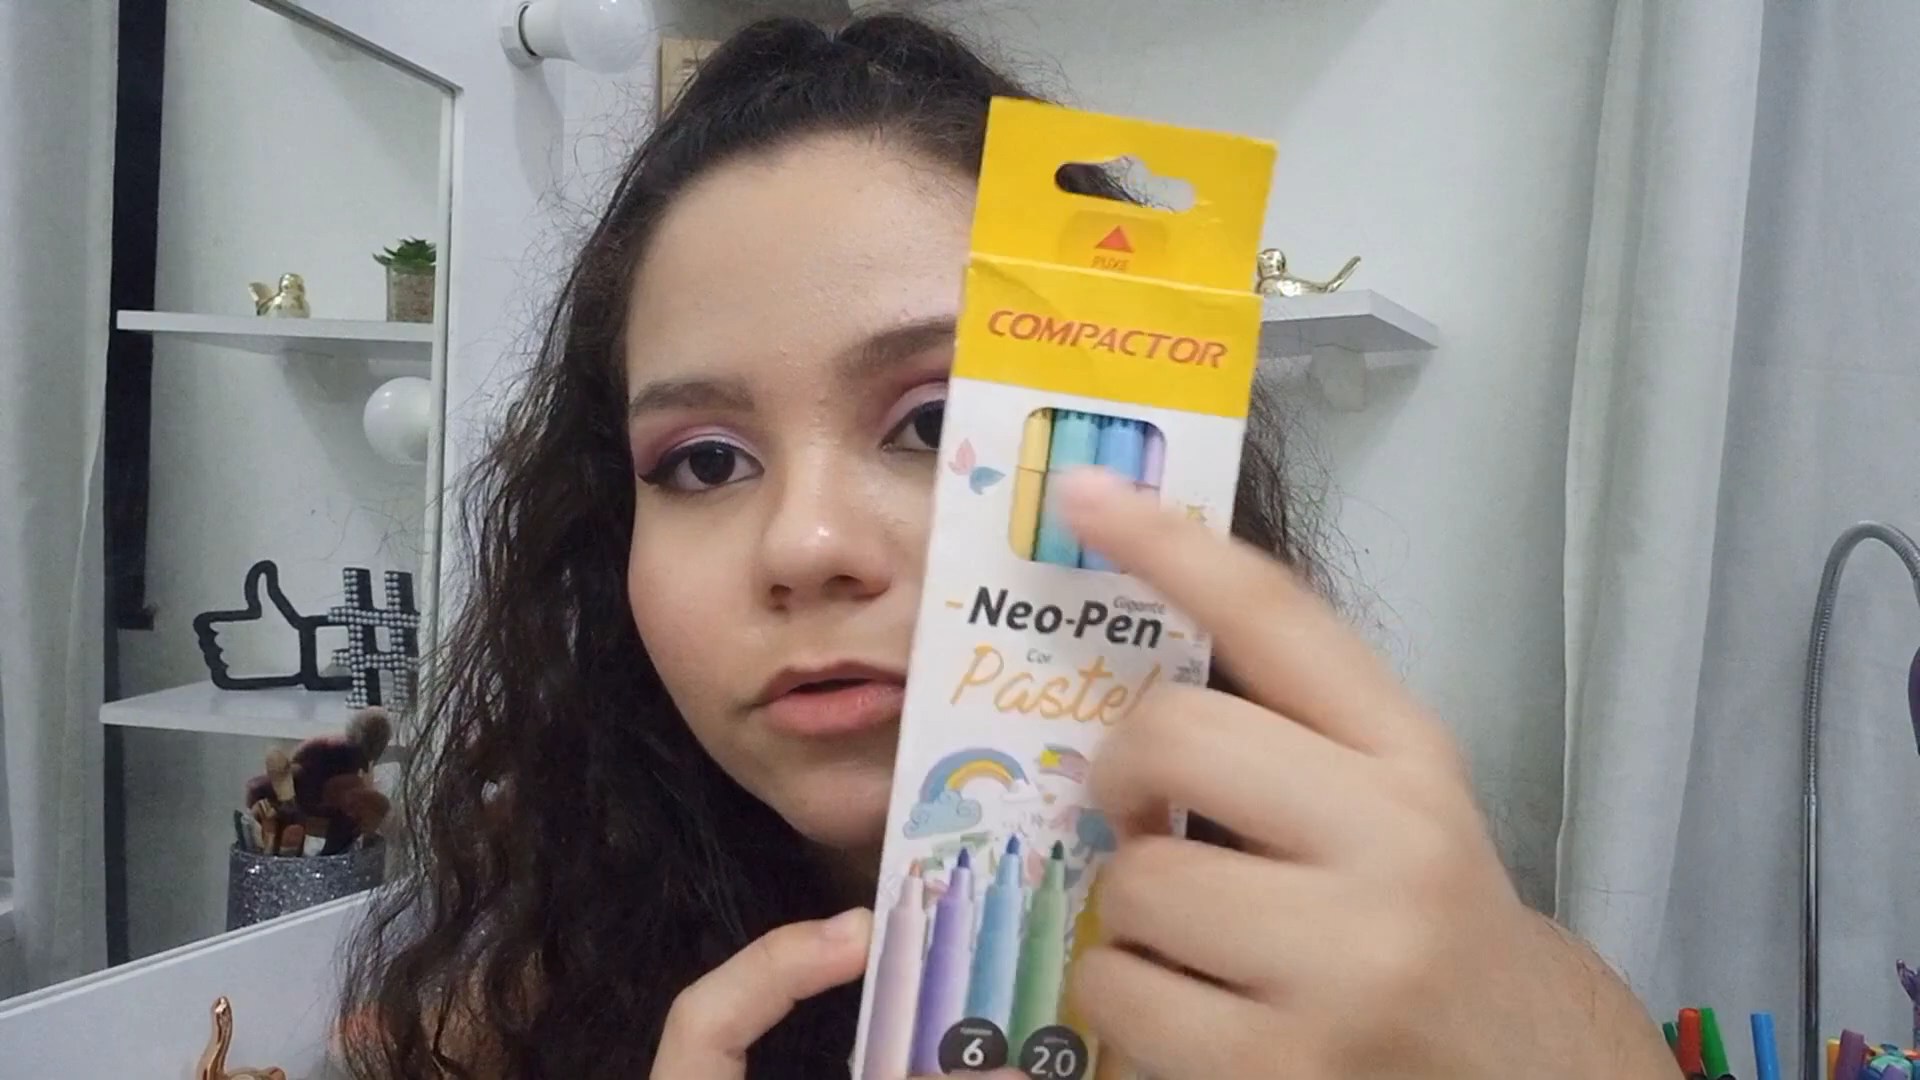 PUXE
COMPACTOR
Gigante
Neo-Pen
Cor
Pastel
6
2.0